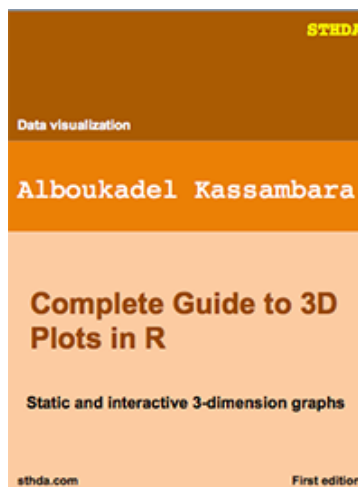 STHDA
Data visualization
Alboukadel Kassambara
Complete Guide to 3D
Plots in R
Static and interactive 3-dimension graphs
sthda.com First edition